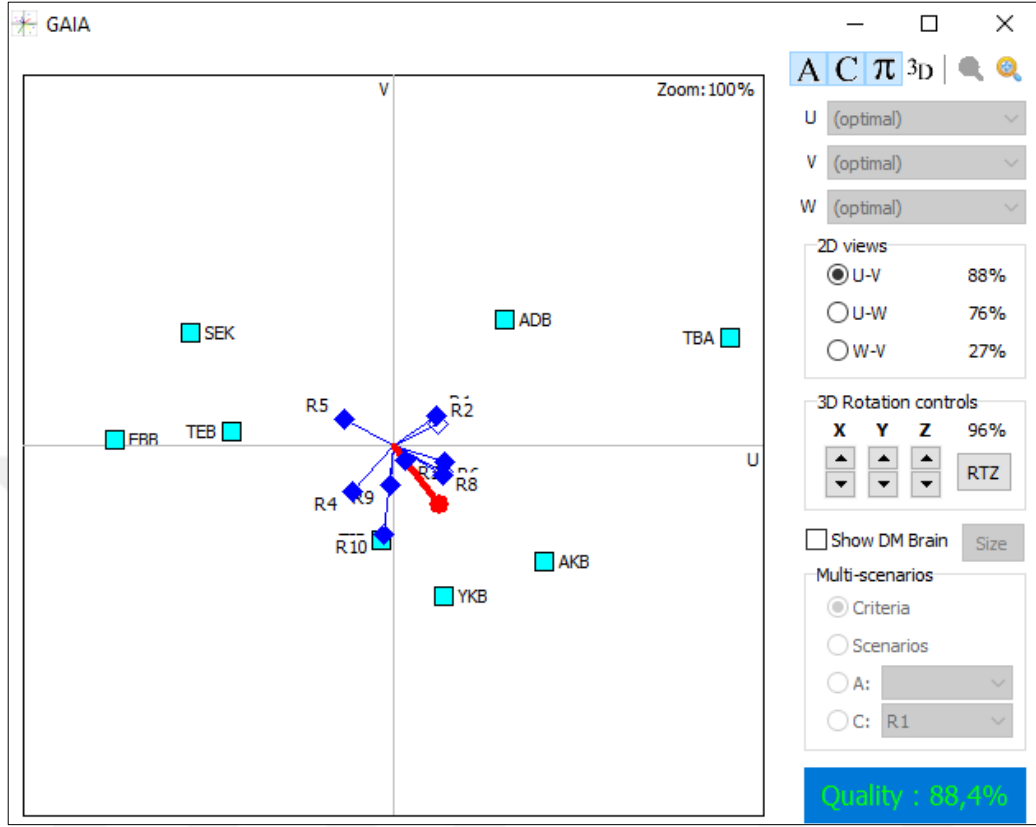 GAIA
A C π 3D
V
Zoom: 100%
U (optimal)
V (optimal)
W (optimal)
2D views
U-V 88%
U-W 76%
W-V 27%
ADB
SEK
TBA
R5
R2
3D Rotation controls
X Y Z 96%
RTZ
TEB
U
R8
R4
R9
R10
Show DM Brain
Size
AKB
YKB
Multi-scenarios
Criteria
Scenarios
A:
C: R1
Quality : 88,4%